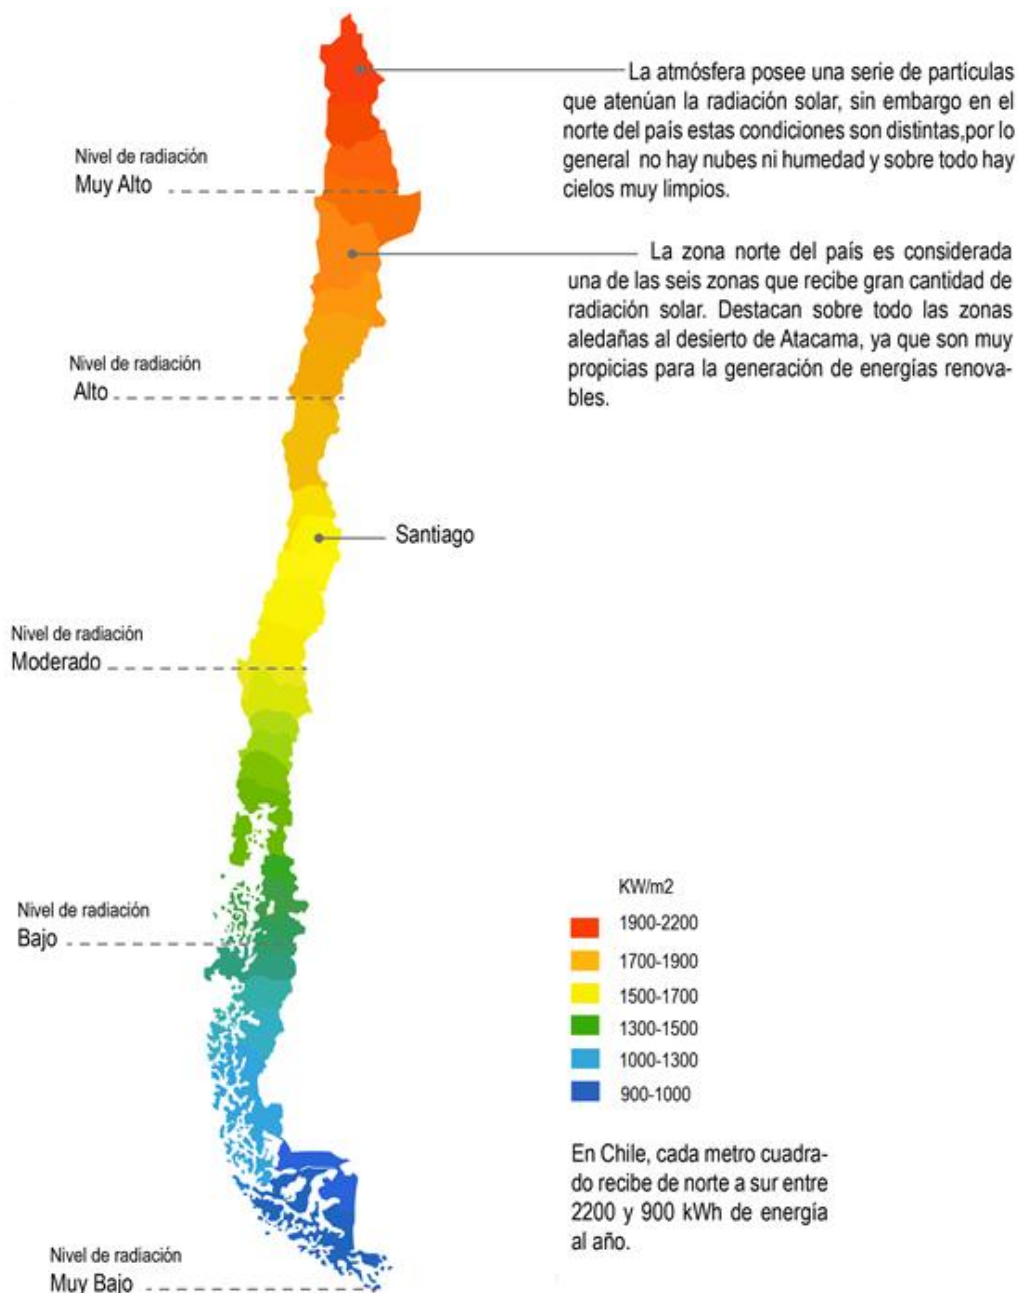 La atmósfera posee una serie de partículas
que atenúan la radiación solar, sin embargo en el
norte del país estas condiciones son distintas,por lo
general no hay nubes ni humedad y sobre todo hay
cielos muy limpios.
Nivel de radiación
Muy Alto
La zona norte del país es considerada
una de las seis zonas que recibe gran cantidad de
radiación solar. Destacan sobre todo las zonas
aledañas al desierto de Atacama, ya que son muy
propicias para la generación de energías renova-
bles.
Nivel de radiación
Alto
Santiago
Nivel de radiación
Moderado
Nivel de radiación
Bajo
KW/m2
1900-2200
1700-1900
1500-1700
1300-1500
1000-1300
900-1000
En Chile, cada metro cuadra-
do recibe de norte a sur entre
2200 y 900 kWh de energía
al año.
Nivel de radiación
Muy Bajo